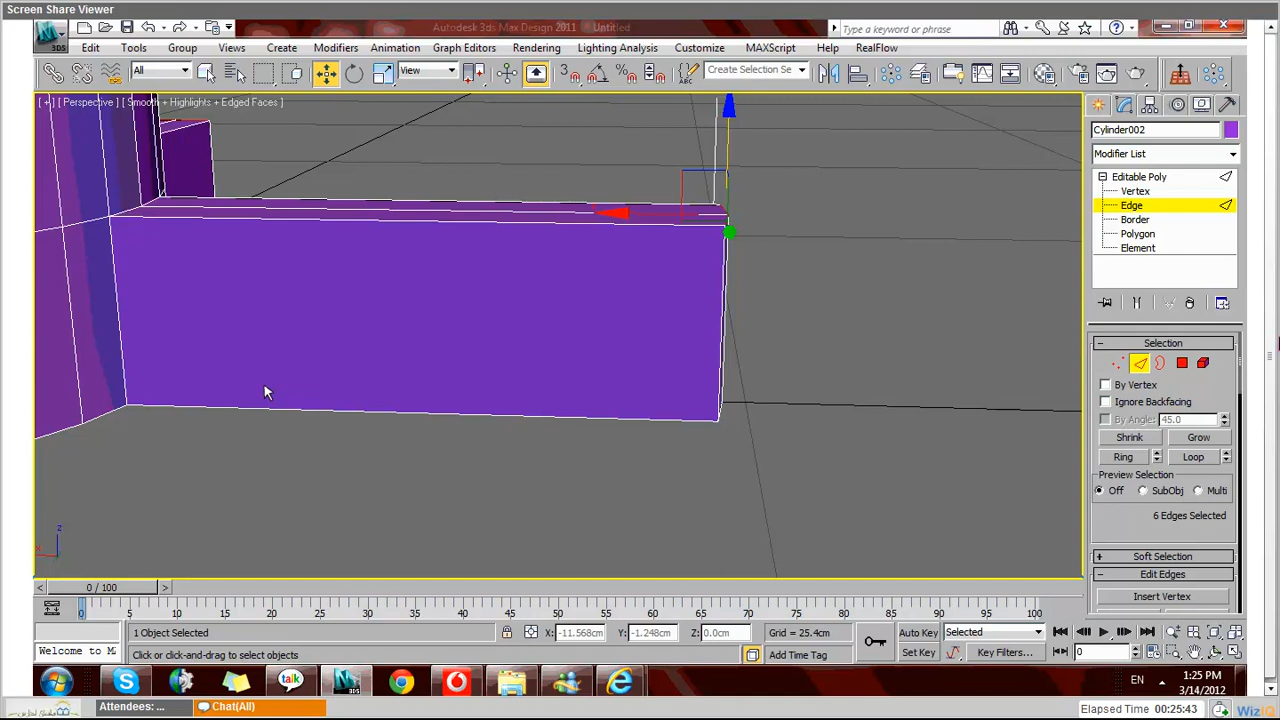 Screen Share Viewer
Autodesk 3ds Max Design 2011 Untitled
Type a keyword or phrase
3DS
Edit Tools Group Views Create Modifiers Animation Graph Editors Rendering Lighting Analysis Customize MAXScript Help RealFlow
All View 3 Create Selection Se
[ + ] [ Perspective ] [ Smooth + Highlights + Edged Faces ]
Cylinder002
Modifier List
Editable Poly
Vertex
Edge
Border
Polygon
Element
Selection
By Vertex
Ignore Backfacing
By Angle: 45.0
Shrink Grow
Ring Loop
Preview Selection
Off SubObj Multi
6 Edges Selected
Soft Selection
Edit Edges
Insert Vertex
z
x
0 / 100
0 5 10 15 20 25 30 35 40 45 50 55 60 65 70 75 80 85 90 95 100
1 Object Selected X: -11.568cm Y: -1.248cm Z: 0.0cm Grid = 25.4cm Auto Key Selected
Welcome to M Click or click-and-drag to select objects Add Time Tag Set Key Key Filters... 0
talk
EN 1:25 PM
3/14/2012
Attendees: ... Chat(All) Elapsed Time 00:25:43 WizIQ